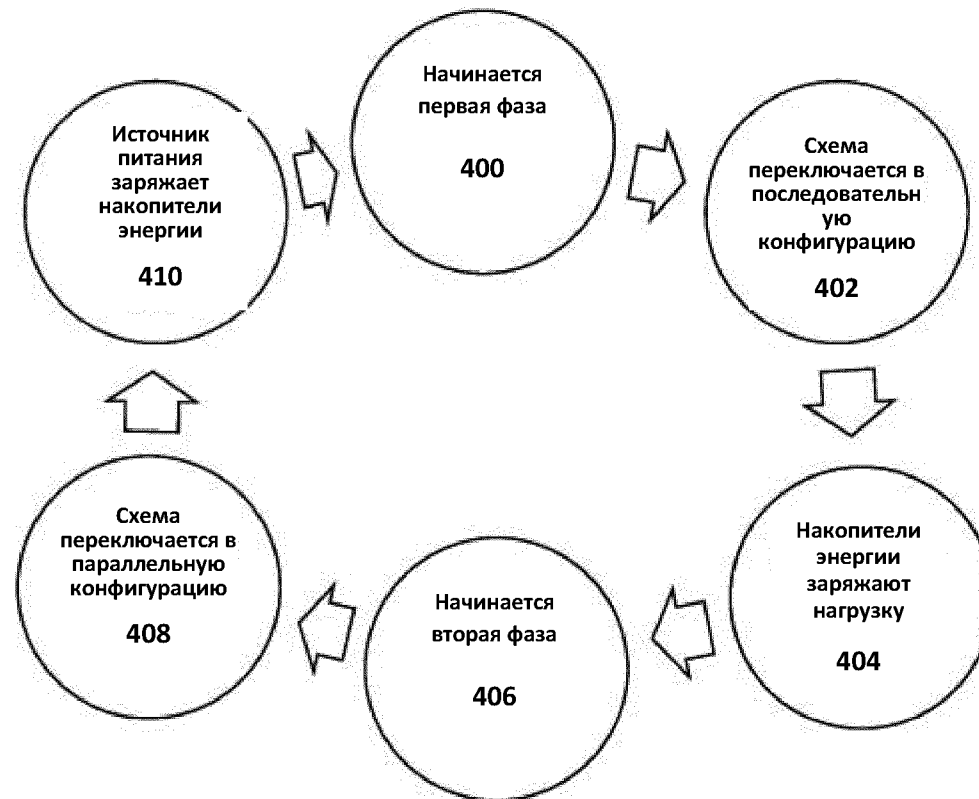 Начинается
первая фаза
400
Схема
переключается в
последовательн
ую
конфигурацию
402
Накопители
энергии
заряжают
нагрузку
404
Начинается
вторая фаза
406
Схема
переключается в
параллельную
конфигурацию
408
Источник
питания
заряжает
накопители
энергии
410